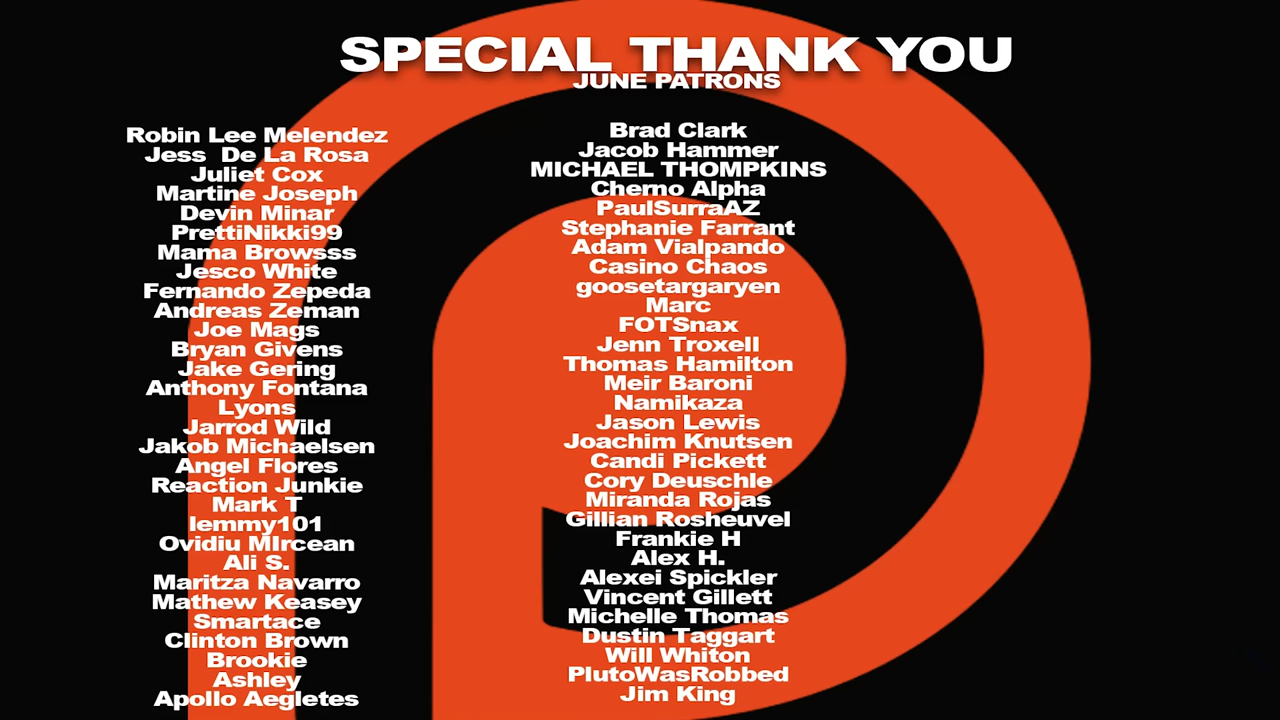 SPECIAL THANK YOU
JUNE PATRONS
Robin Lee Melendez
Jess  De La Rosa
Juliet Cox
Martine Joseph
Devin Minar
PrettiNikki99
Mama Browsss
Jesco White
Fernando Zepeda
Andreas Zeman
Joe Mags
Bryan Givens
Jake Gering
Anthony Fontana
Lyons
Jarrod Wild
Jakob Michaelsen
Angel Flores
Reaction Junkie
Mark T
lemmy101
Ovidiu MIrcean
Ali S.
Maritza Navarro
Mathew Keasey
Smartace
Clinton Brown
Brookie
Ashley
Apollo Aegletes
Brad Clark
Jacob Hammer
MICHAEL THOMPKINS
Cherno Alpha
PaulSurraAZ
Stephanie Farrant
Adam Vialpando
Casino Chaos
goosetargaryen
Marc
FOTSnax
Jenn Troxell
Thomas Hamilton
Meir Baroni
Namikaza
Jason Lewis
Joachim Knutsen
Candi Pickett
Cory Deuschle
Miranda Rojas
Gillian Rosheuvel
Frankie H
Alex H.
Alexei Spickler
Vincent Gillett
Michelle Thomas
Dustin Taggart
Will Whiton
PlutoWasRobbed
Jim King